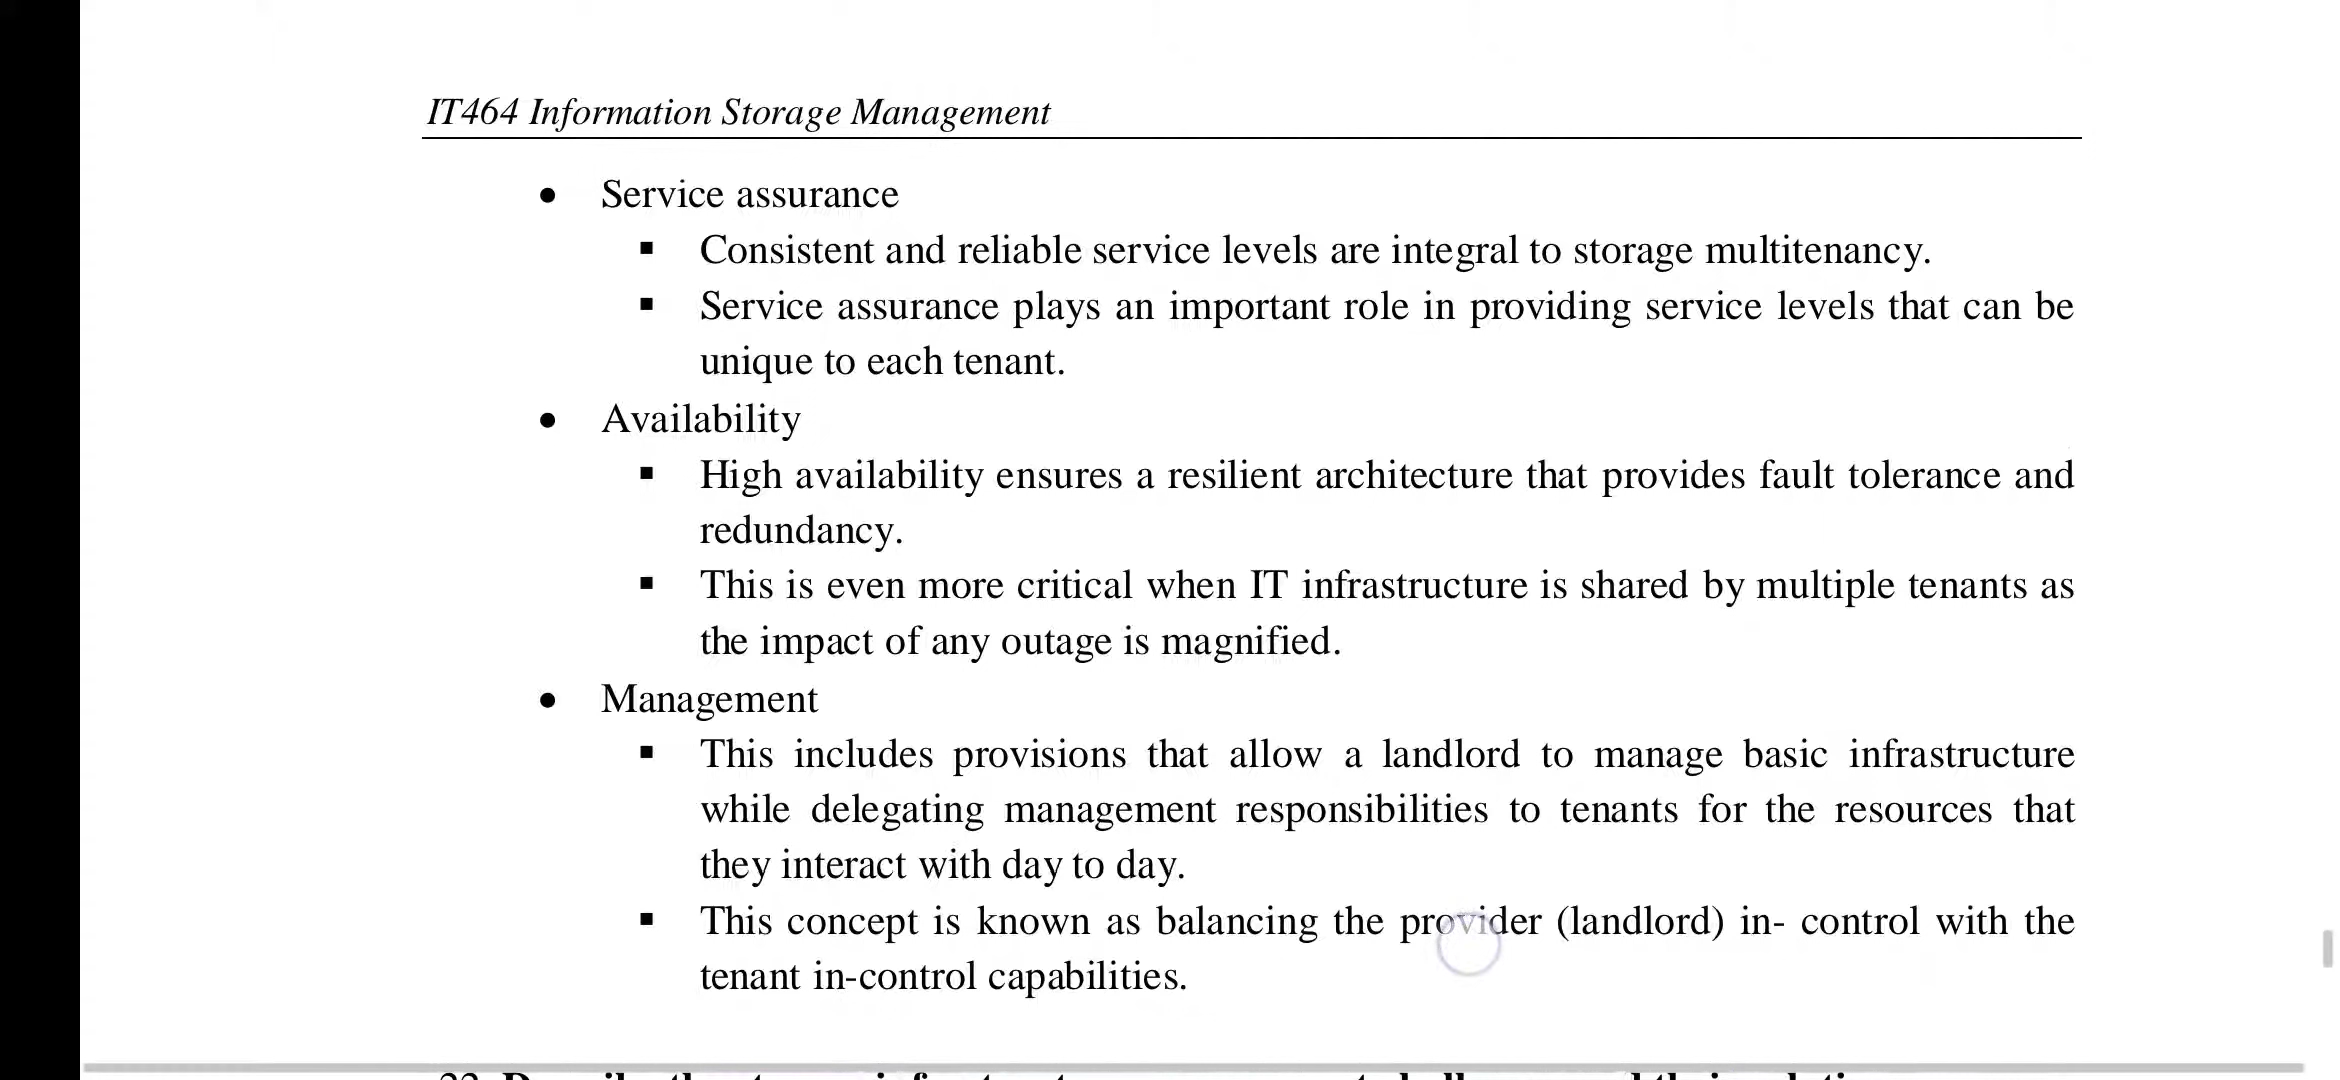 IT464 Information Storage Management
• Service assurance
▪ Consistent and reliable service levels are integral to storage multitenancy.
▪ Service assurance plays an important role in providing service levels that can be
unique to each tenant.
• Availability
▪ High availability ensures a resilient architecture that provides fault tolerance and
redundancy.
▪ This is even more critical when IT infrastructure is shared by multiple tenants as
the impact of any outage is magnified.
• Management
▪ This includes provisions that allow a landlord to manage basic infrastructure
while delegating management responsibilities to tenants for the resources that
they interact with day to day.
▪ This concept is known as balancing the provider (landlord) in- control with the
tenant in-control capabilities.